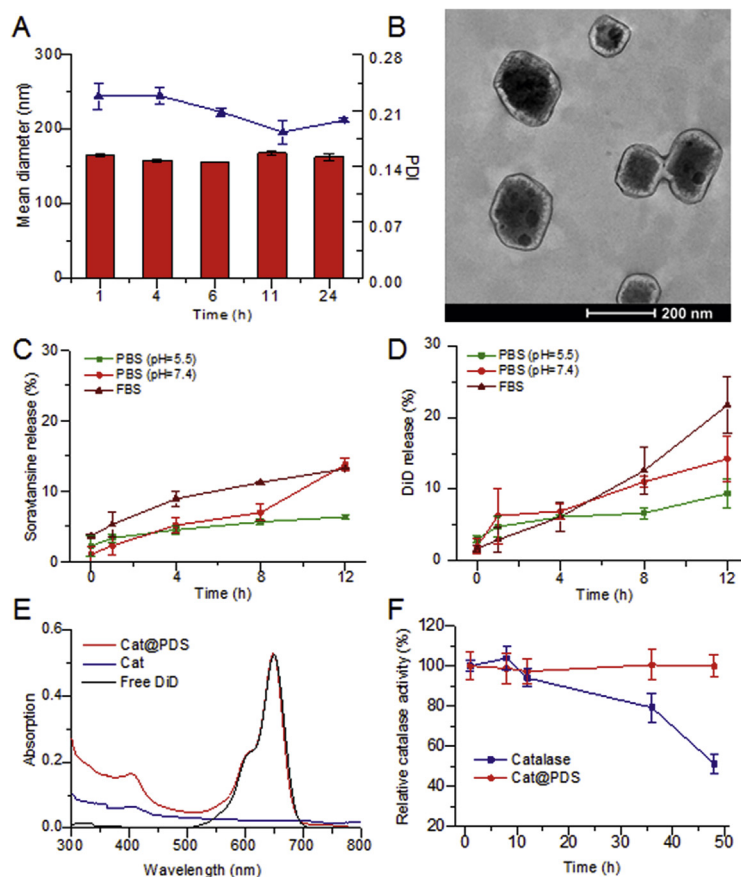 A
300
250
200
150
100
50
0
Mean diameter (nm)
0.28
0.21
0.14
0.07
0.00
PDI
1 4 6 11 24
Time (h)
B
200 nm
C
PBS (pH=5.5)
PBS (pH=7.4)
FBS
30
20
10
0
Soravtansine release (%)
0 4 8 12
Time (h)
D
PBS (pH=5.5)
PBS (pH=7.4)
FBS
30
20
10
0
DiD release (%)
0 4 8 12
Time (h)
E
Cat@PDS
Cat
Free DiD
0.6
0.4
0.2
0.0
Absorption
300 400 500 600 700 800
Wavelength (nm)
F
140
120
100
80
60
40
20
Relative catalase activity (%)
Catalase
Cat@PDS
0 10 20 30 40 50
Time (h)